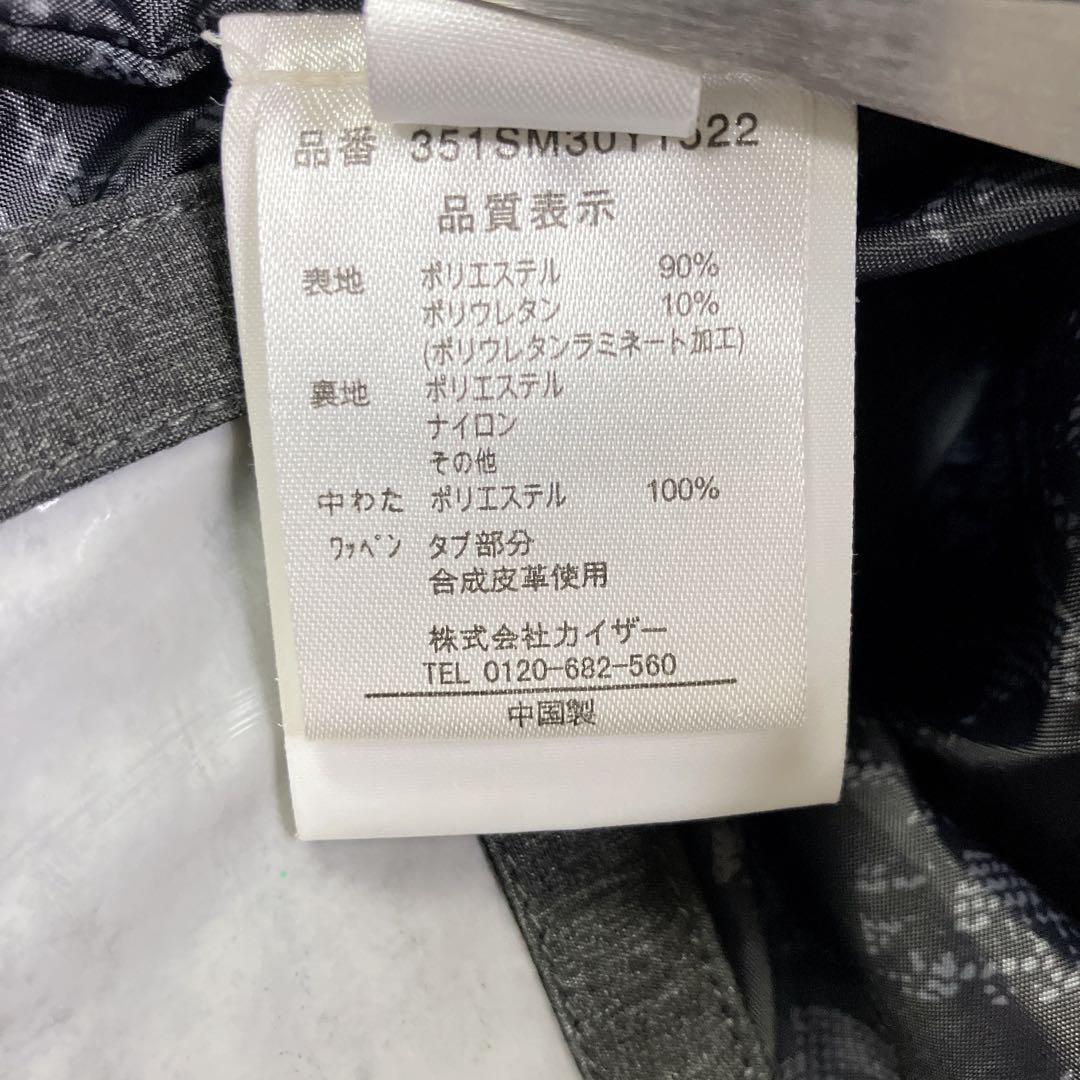 品番 351SM30Y1522
品質表示
表地 ポリエステル 90%
ポリウレタン 10%
(ポリウレタンラミネート加工)
裏地 ポリエステル
ナイロン
その他
中わた ポリエステル 100%
ﾜｯﾍﾟﾝ タブ部分
合成皮革使用
株式会社カイザー
TEL 0120-682-560
中国製